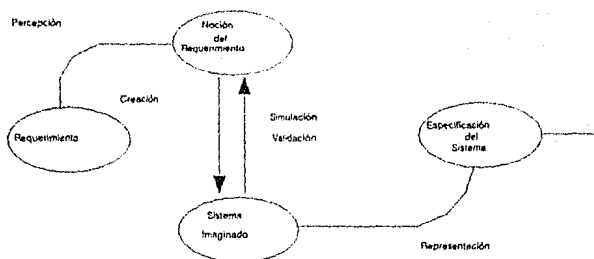 Percepción
Noción
del
Requerimiento
Creación
Requerimiento
Simulación
Validación
Especificación
del
Sistema
Sistema
Imaginado
Representación